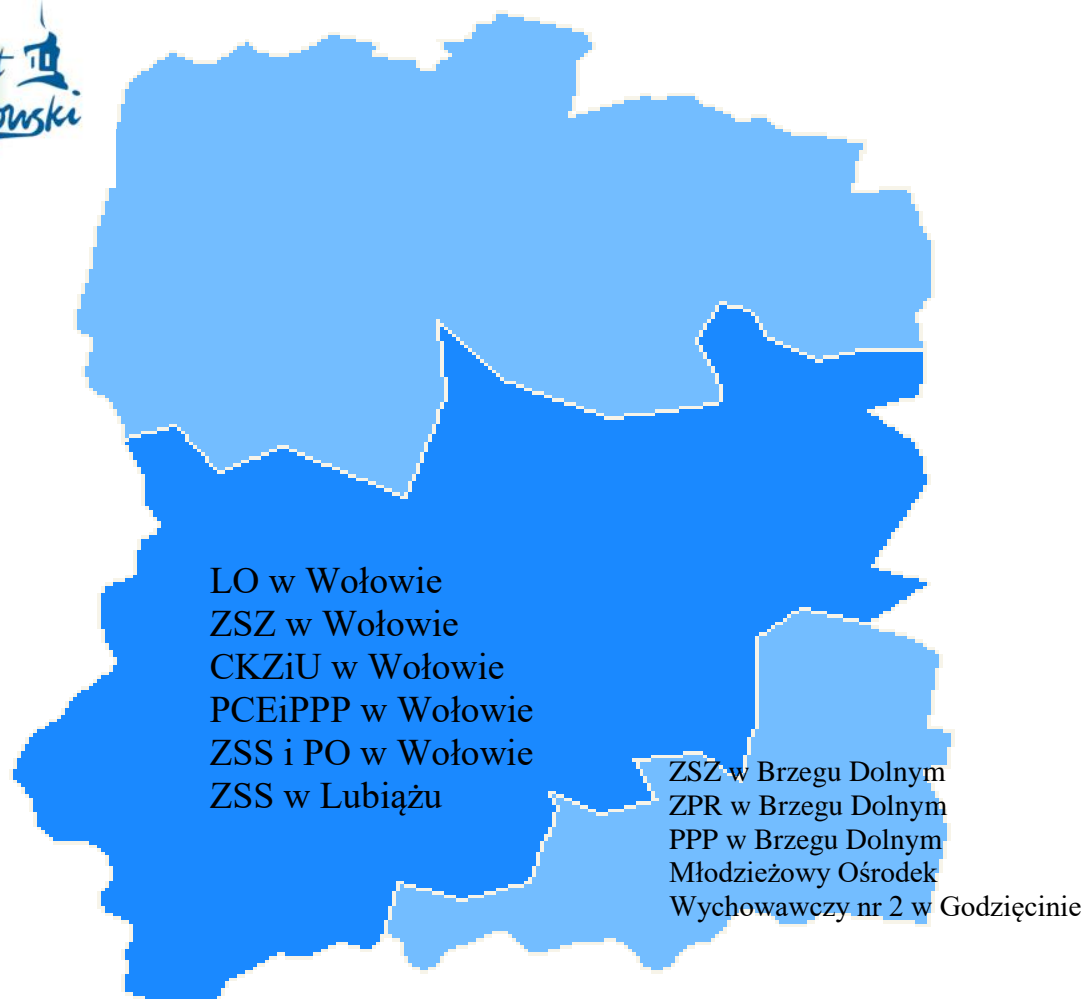 LO w Wołowie
ZSZ w Wołowie
CKZiU w Wołowie
PCEiPPP w Wołowie
ZSS i PO w Wołowie
ZSS w Lubiążu
ZSZ w Brzegu Dolnym
ZPR w Brzegu Dolnym
PPP w Brzegu Dolnym
Młodzieżowy Ośrodek
Wychowawczy nr 2 w Godzięcinie